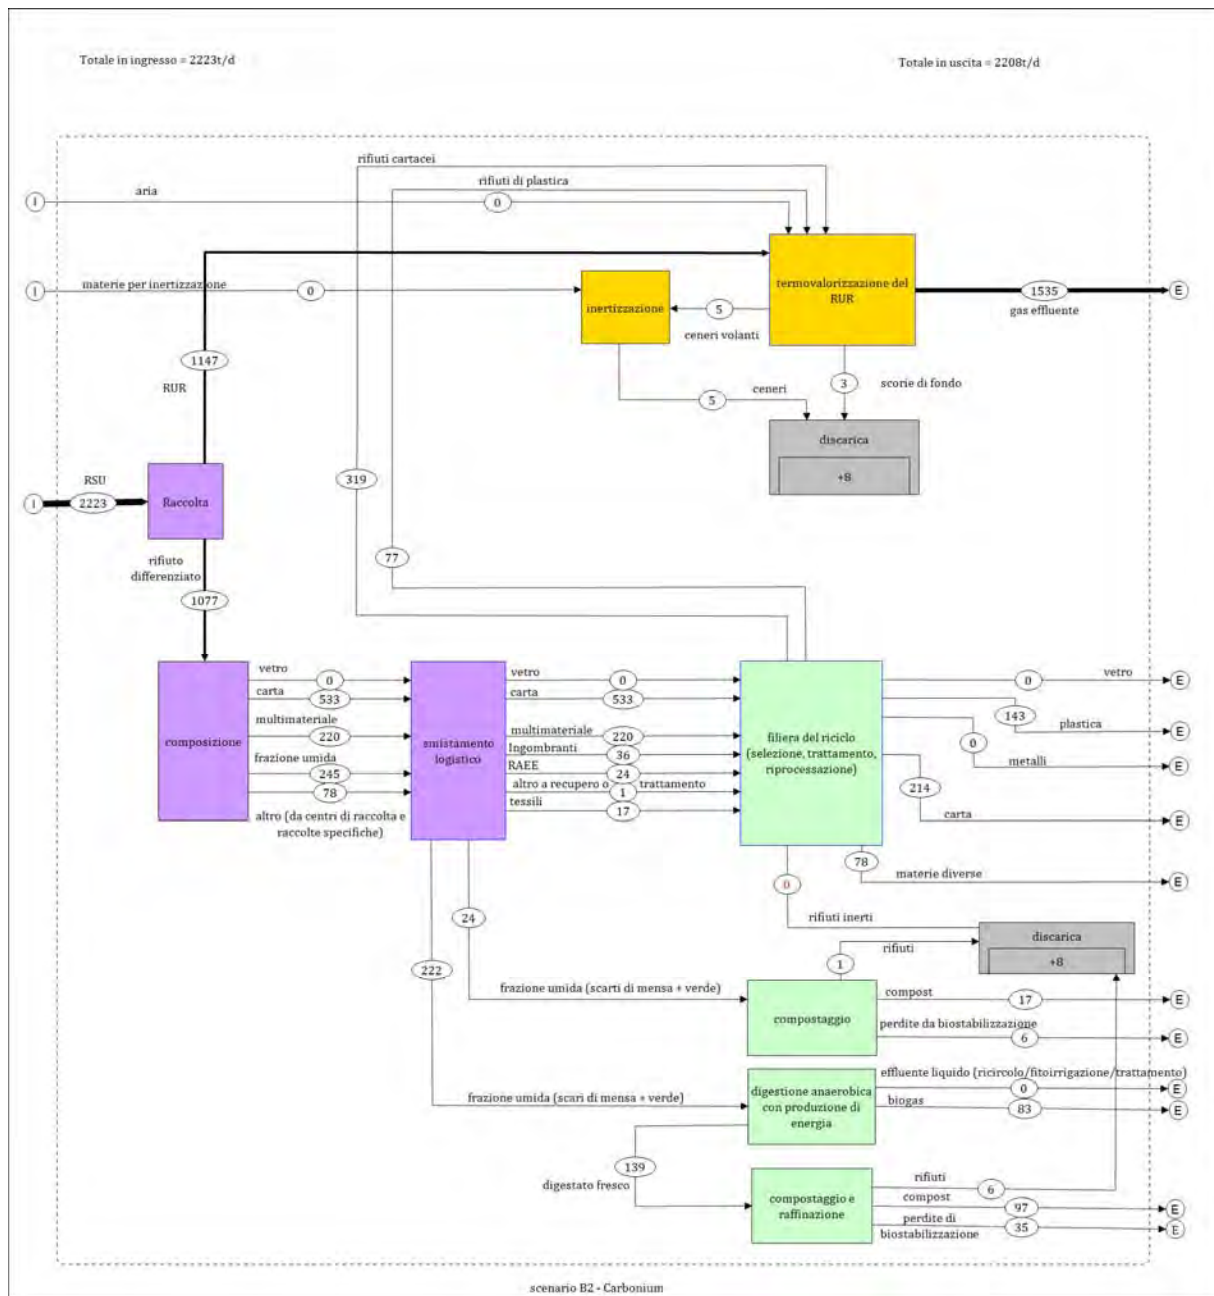 Totale in ingresso = 2223t/d
Totale in uscita = 2208t/d
rifiuti cartacei
rifiuti di plastica
aria
I
0
materie per inertizzazione
I
0
inertizzazione
termovalorizzazione del
RUR
1535
E
gas effluente
5
ceneri volanti
1147
RUR
ceneri
5
3
scorie di fondo
discarica
+8
RSU
I
2223
Raccolta
319
77
rifiuto
differenziato
1077
composizione
vetro
0
carta
533
multimateriale
220
frazione umida
245
78
altro (da centri di raccolta e
raccolte specifiche)
smistamento
logistico
vetro
0
carta
533
multimateriale
220
Ingombranti
36
RAEE
24
altro a recupero o trattamento
1
tessili
17
filiera del riciclo
(selezione, trattamento,
riprocessazione)
0
vetro
E
143
plastica
E
0
metalli
E
214
carta
E
78
materie diverse
E
0
rifiuti inerti
discarica
+8
rifiuti
1
24
222
frazione umida (scarti di mensa + verde)
compostaggio
compost
17
E
perdite da biostabilizzazione
6
E
frazione umida (scari di mensa + verde)
digestione anaerobica
con produzione di
energia
effluente liquido (ricircolo/fitoirrigazione/trattamento)
0
E
biogas
83
E
139
digestato fresco
compostaggio e
raffinazione
rifiuti
6
compost
97
E
perdite di
biostabilizzazione
35
E
scenario B2 - Carbonium